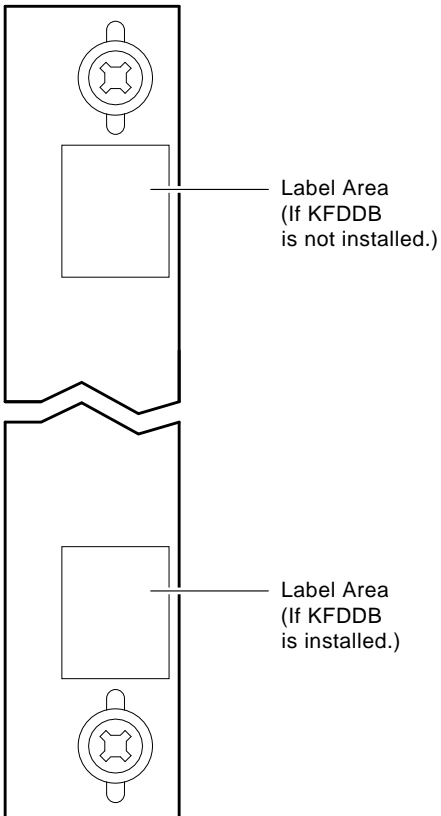 Label Area
(If KFDDB
is not installed.)
Label Area
(If KFDDB
is installed.)